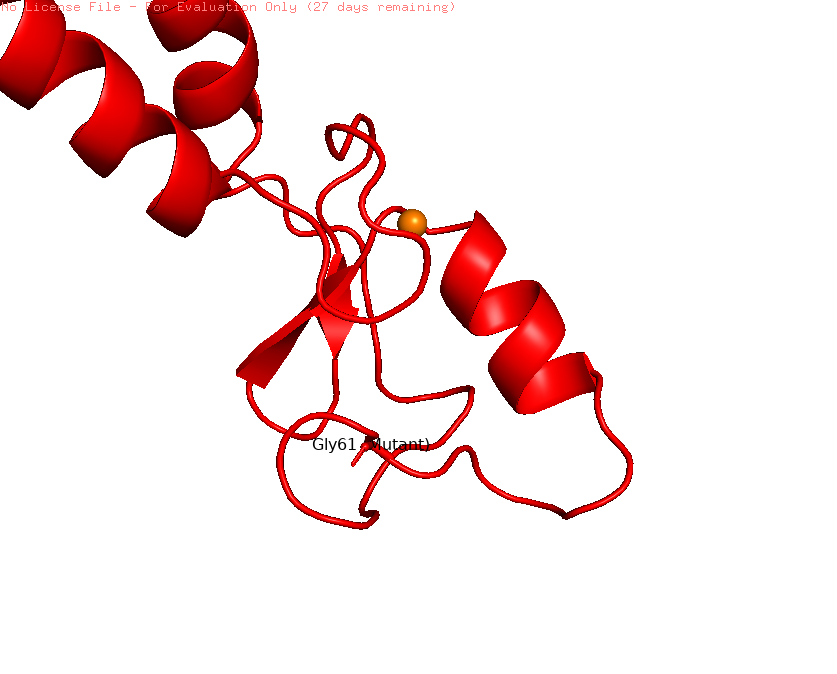 No License File - For Evaluation Only (27 days remaining)
Gly61 (Mutant)